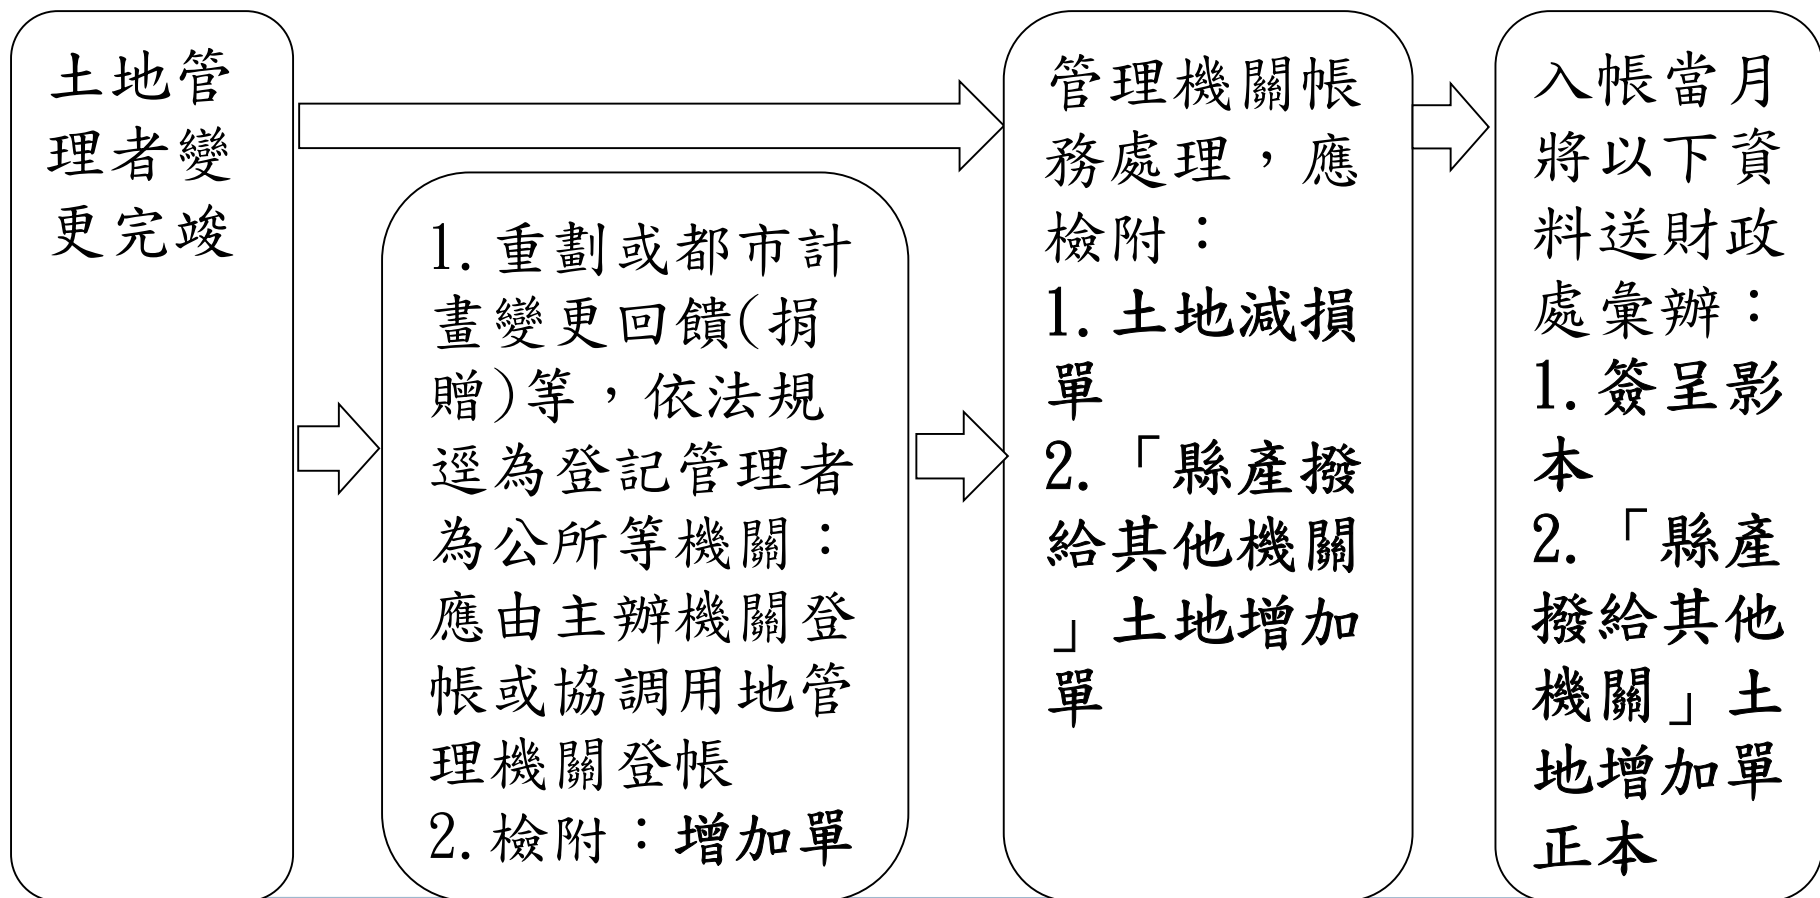 土地管
理者變
更完竣
1. 重劃或都市計
畫變更回饋(捐
贈)等，依法規
逕為登記管理者
為公所等機關：
應由主辦機關登
帳或協調用地管
理機關登帳
2. 檢附：增加單
管理機關帳
務處理，應
檢附：
1. 土地減損
單
2. 「縣產撥
給其他機關
」土地增加
單
入帳當月
將以下資
料送財政
處彙辦：
1. 簽呈影
本
2. 「縣產
撥給其他
機關」土
地增加單
正本